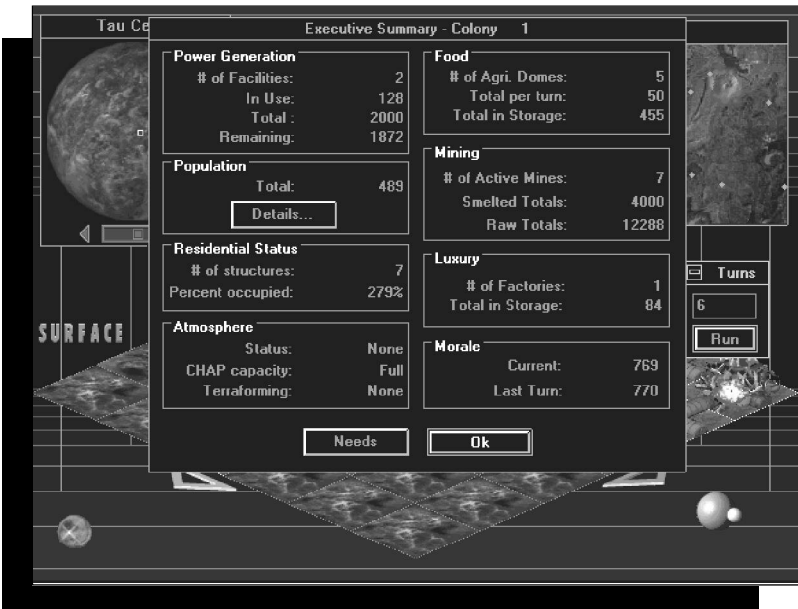 Tau Ce
Executive Summary - Colony 1
Power Generation
# of Facilities: 2
In Use: 128
Total : 2000
Remaining: 1872
Population
Total: 489
Details...
Residential Status
# of structures: 7
Percent occupied: 279%
Atmosphere
Status: None
CHAP capacity: Full
Terraforming: None
Food
# of Agri. Domes: 5
Total per turn: 50
Total in Storage: 455
Mining
# of Active Mines: 7
Smelted Totals: 4000
Raw Totals: 12288
Luxury
# of Factories: 1
Total in Storage: 84
Morale
Current: 769
Last Turn: 770
Needs
Ok
Turns
6
Run
SURFACE